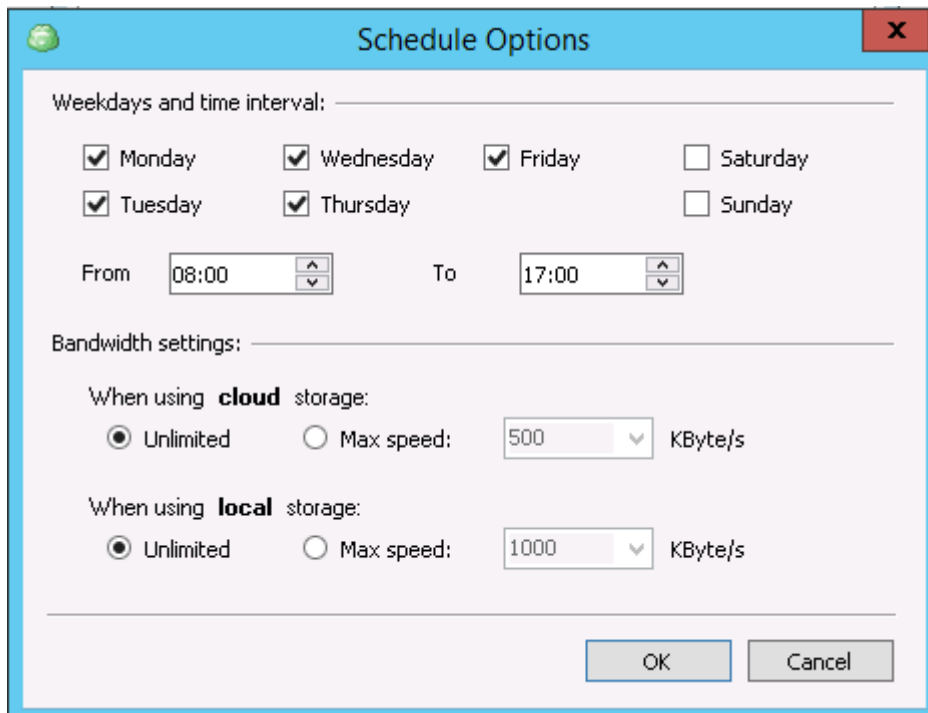 Schedule Options
x
Weekdays and time interval:
Monday Wednesday Friday Saturday
Tuesday Thursday Sunday
From 08:00 To 17:00
Bandwidth settings:
When using cloud storage:
Unlimited Max speed: 500 KByte/s
When using local storage:
Unlimited Max speed: 1000 KByte/s
OK Cancel